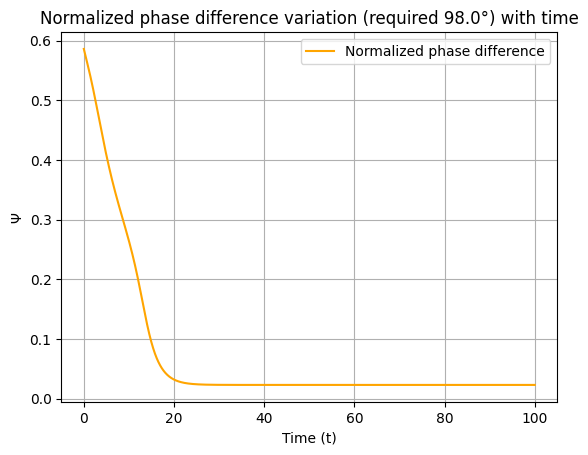 Normalized phase difference variation (required 98.0°) with time
Normalized phase difference
0.6
0.5
0.4
0.3
0.2
0.1
0.0
Ψ
0 20 40 60 80 100
Time (t)